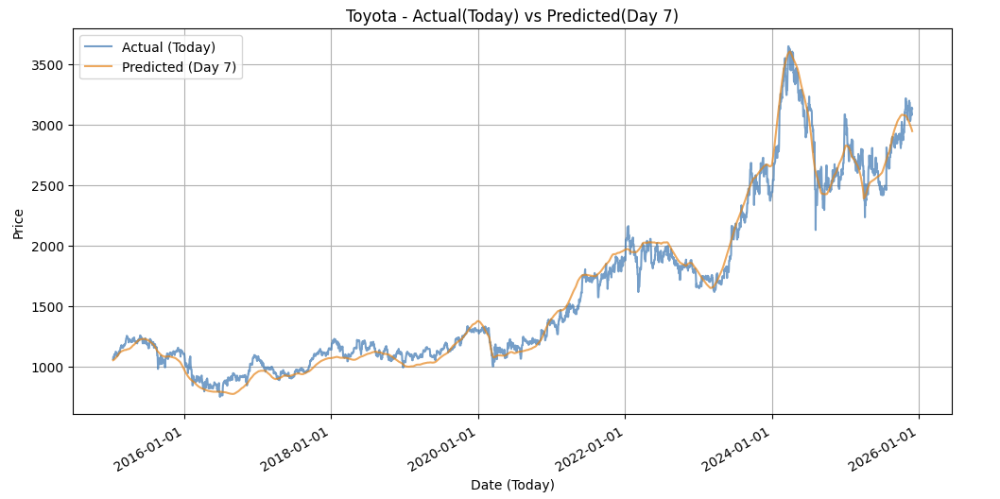 Toyota - Actual(Today) vs Predicted(Day 7)
Actual (Today)
Predicted (Day 7)
3500
3000
2500
2000
1500
1000
Price
2016-01-01
2018-01-01
2020-01-01
2022-01-01
2024-01-01
2026-01-01
Date (Today)